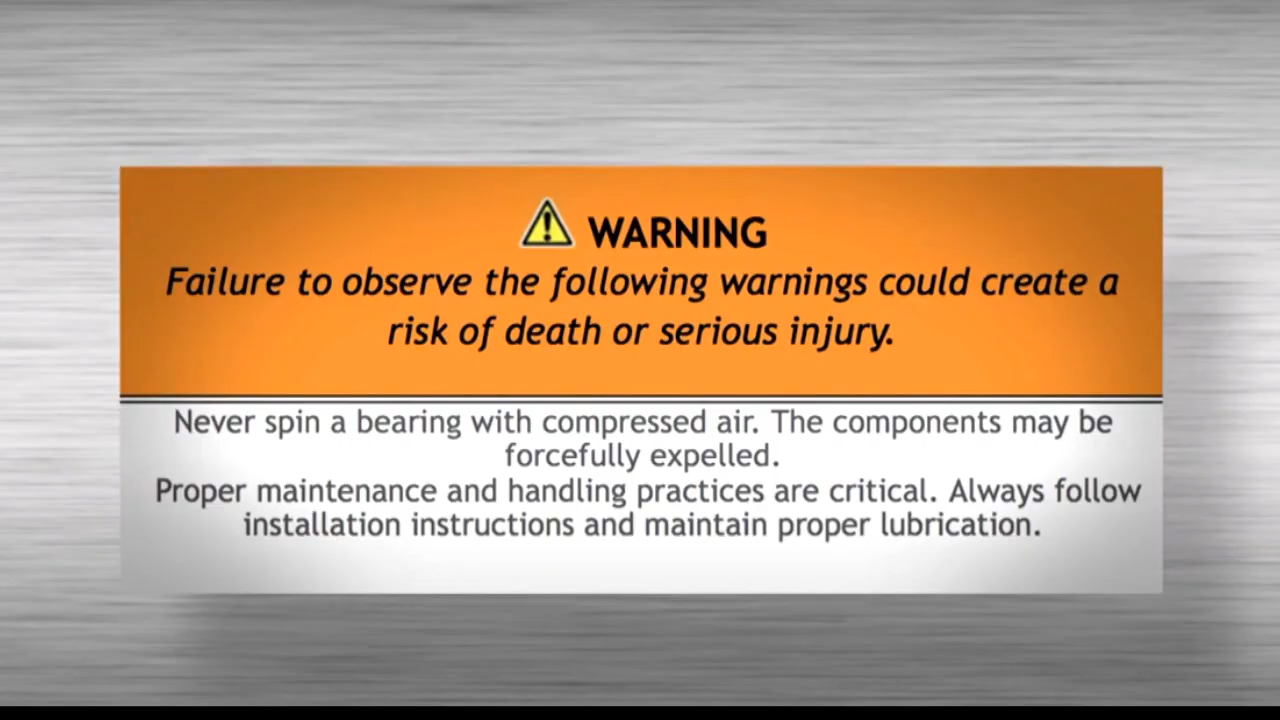 WARNING
Failure to observe the following warnings could create a
risk of death or serious injury.
Never spin a bearing with compressed air. The components may be
forcefully expelled.
Proper maintenance and handling practices are critical. Always follow
installation instructions and maintain proper lubrication.